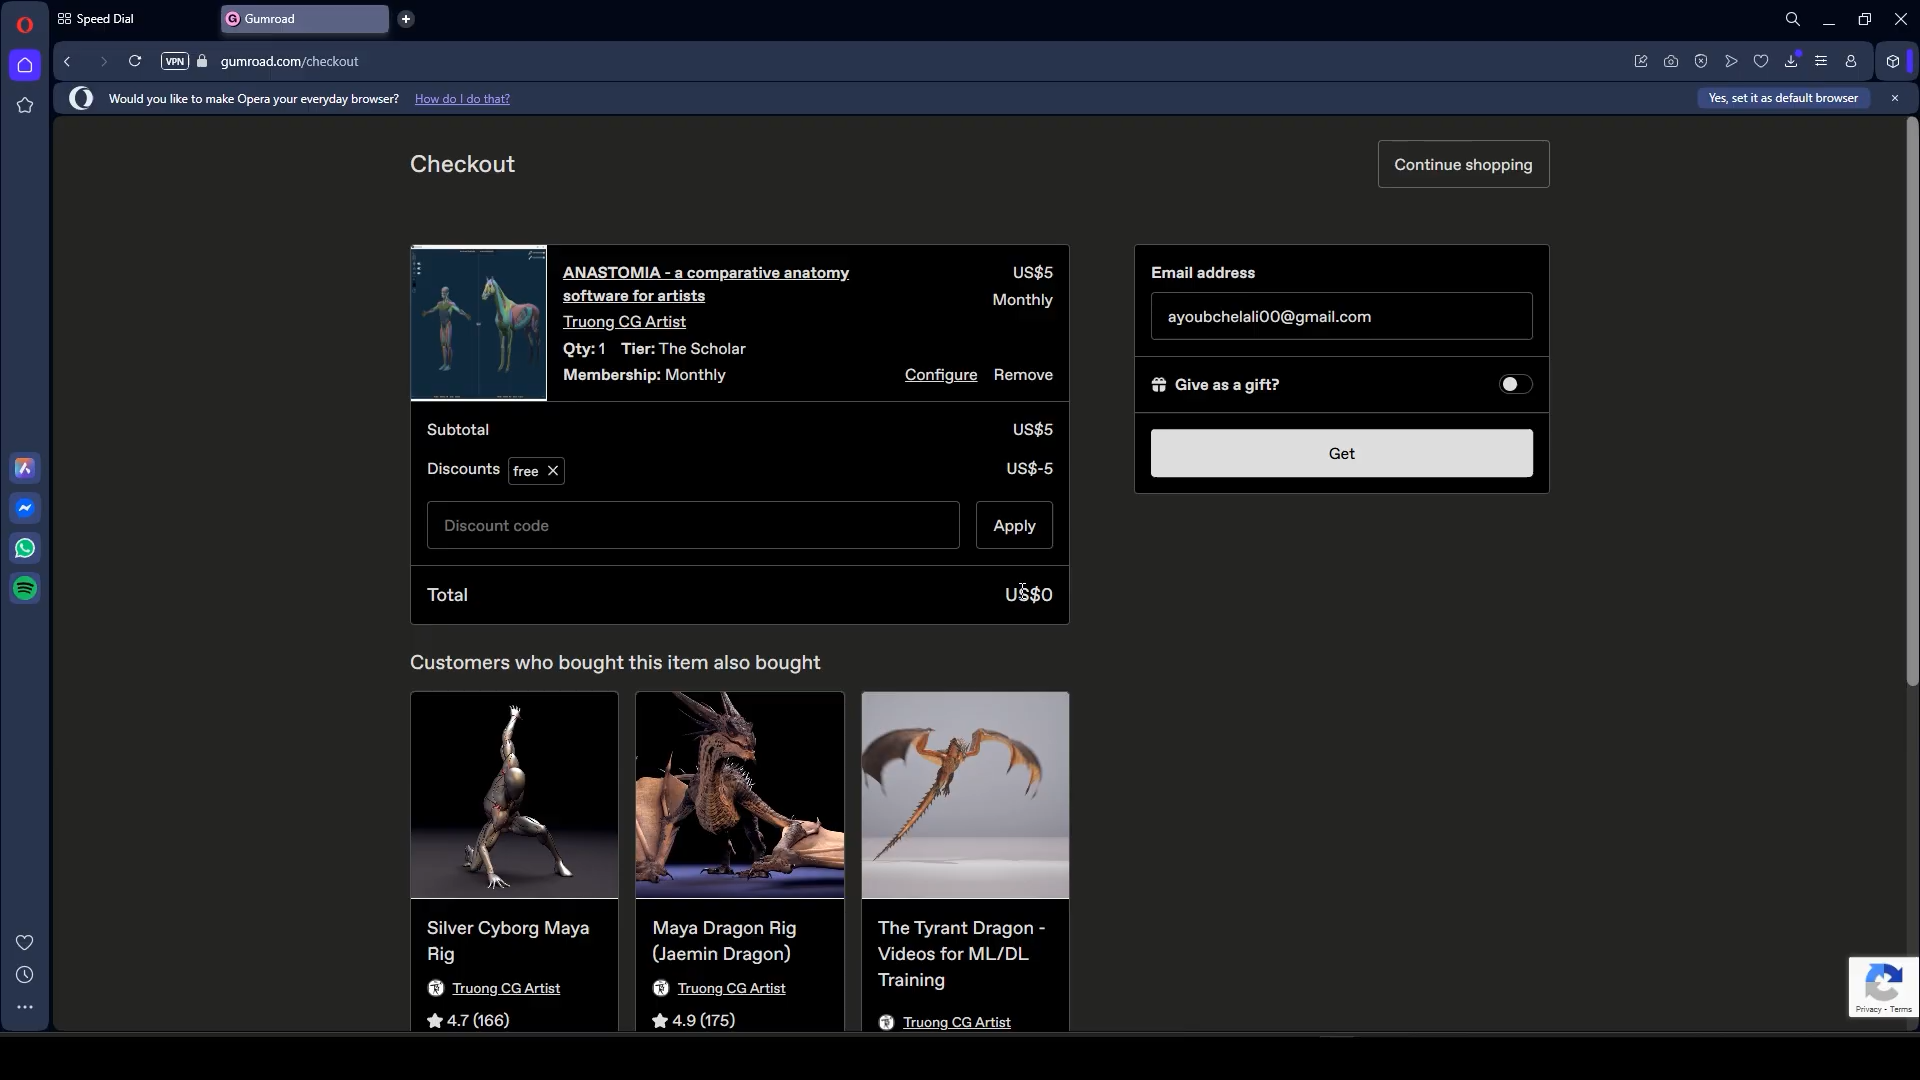 Speed Dial
Gumroad
VPN
gumroad.com/checkout
Would you like to make Opera your everyday browser? How do I do that?
Yes, set it as default browser
Checkout
Continue shopping
ANASTOMIA - a comparative anatomy
software for artists
Truong CG Artist
Qty: 1 Tier: The Scholar
Membership: Monthly
US$5
Monthly
Configure Remove
Subtotal US$5
Discounts free US$-5
Discount code
Apply
Total US$0
Email address
ayoubchelali00@gmail.com
Give as a gift?
Get
Customers who bought this item also bought
Silver Cyborg Maya
Rig
Truong CG Artist
4.7 (166)
Maya Dragon Rig
(Jaemin Dragon)
Truong CG Artist
4.9 (175)
The Tyrant Dragon -
Videos for ML/DL
Training
Truong CG Artist
Privacy - Terms